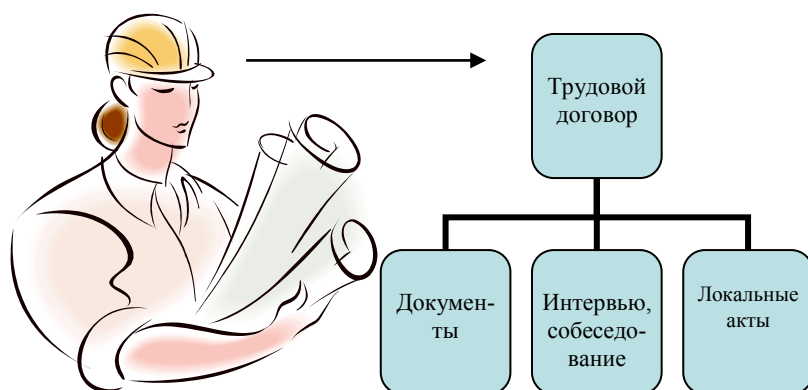 Трудовой
договор
Докумен-
ты
Интервью,
собеседо-
вание
Локальные
акты